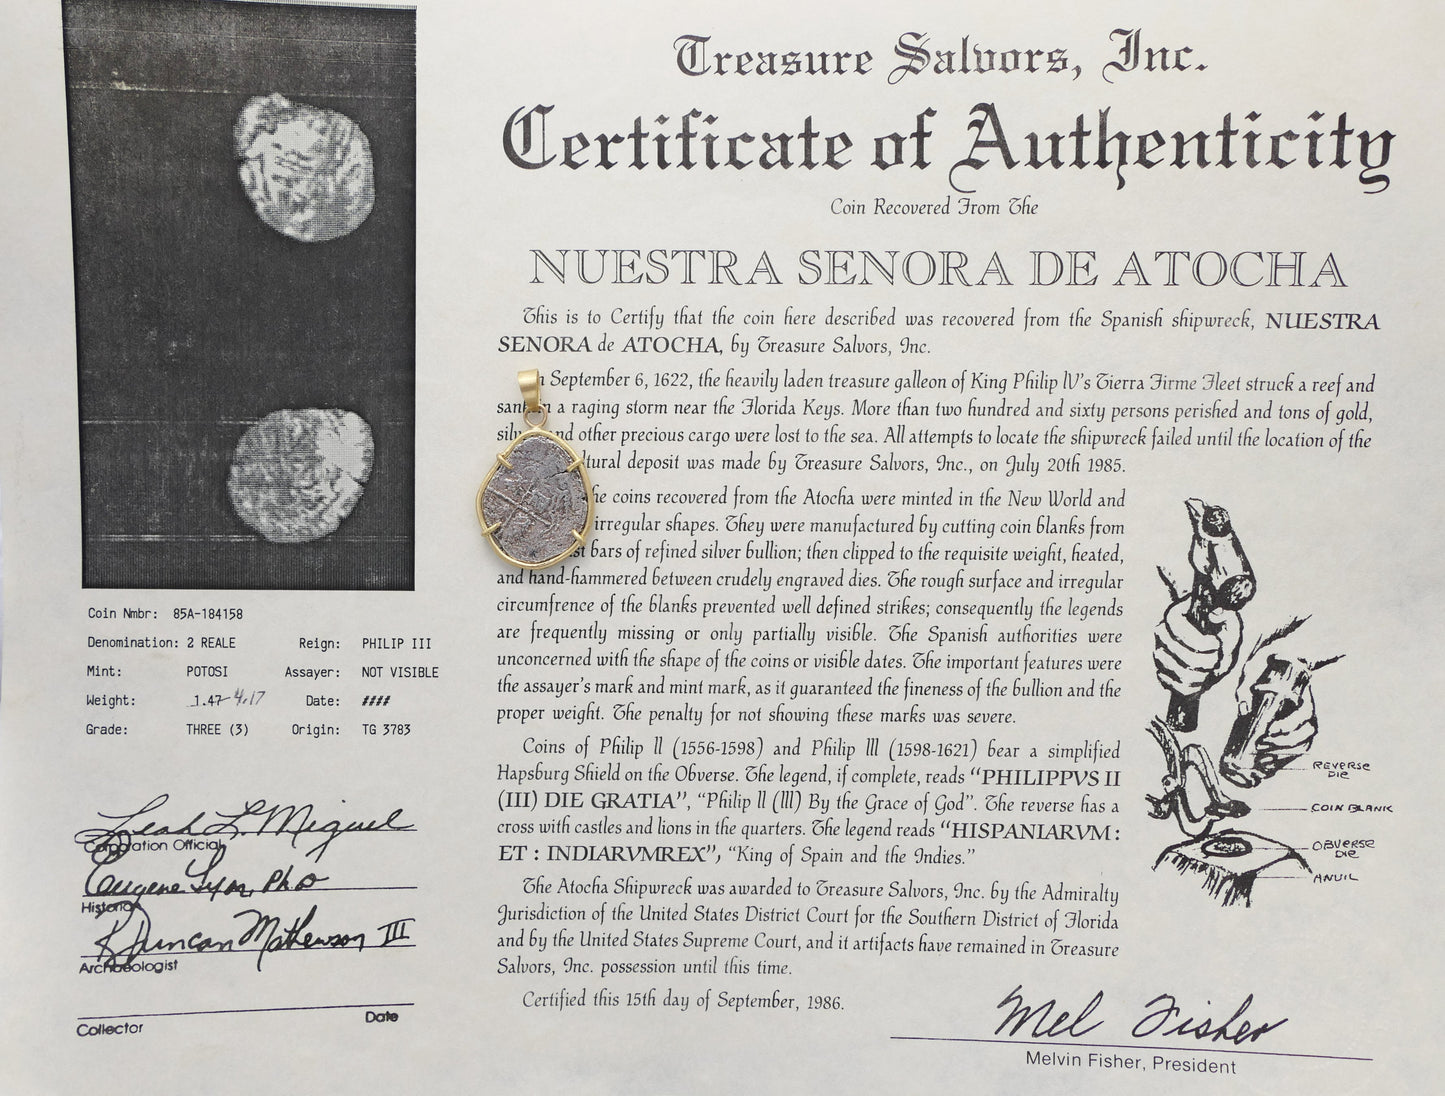 Treasure Salvors, Inc.
Certificate of Authenticity
Coin Recovered From The
NUESTRA SENORA DE ATOCHA
This is to Certify that the coin here described was recovered from the Spanish shipwreck, NUESTRA
SENORA de ATOCHA, by Treasure Salvors, Inc.
September 6, 1622, the heavily laden treasure galleon of King Philip IV's Tierra Firme Fleet struck a reef and
a raging storm near the Florida Keys. More than two hundred and sixty persons perished and tons of gold,
and other precious cargo were lost to the sea. All attempts to locate the shipwreck failed until the location of the
deposit was made by Treasure Salvors, Inc., on July 20th 1985.
coins recovered from the Atocha were minted in the New World and
irregular shapes. They were manufactured by cutting coin blanks from
bars of refined silver bullion; then clipped to the requisite weight, heated,
and hand-hammered between crudely engraved dies. The rough surface and irregular
circumfrence of the blanks prevented well defined strikes; consequently the legends
are frequently missing or only partially visible. The Spanish authorities were
unconcerned with the shape of the coins or visible dates. The important features were
the assayer's mark and mint mark, as it guaranteed the fineness of the bullion and the
proper weight. The penalty for not showing these marks was severe.
Coins of Philip II (1556-1598) and Philip III (1598-1621) bear a simplified
Hapsburg Shield on the Obverse. The legend, if complete, reads "PHILIPPVS II
(III) DIE GRATIA", "Philip II (III) By the Grace of God". The reverse has a
cross with castles and lions in the quarters. The legend reads "HISPANIARVM :
ET : INDIARVMREX", "King of Spain and the Indies."
The Atocha Shipwreck was awarded to Treasure Salvors, Inc. by the Admiralty
Jurisdiction of the United States District Court for the Southern District of Florida
and by the United States Supreme Court, and it artifacts have remained in Treasure
Salvors, Inc. possession until this time.
Certified this 15th day of September, 1986.
Mel Fisher
Melvin Fisher, President
REVERSE
DIE
COIN BLANK
OBVERSE
DIE
ANVIL
Coin Nmbr: 85A-184158
Denomination: 2 REALE Reign: PHILIP III
Mint: POTOSI Assayer: NOT VISIBLE
Weight: 1.47 4.17 Date: ####
Grade: THREE (3) Origin: TG 3783
Leah L. Miguel
Corporation Official
Eugene Lyon, PhD
Historian
R Duncan Mathewson III
Archaeologist
Date
Collector